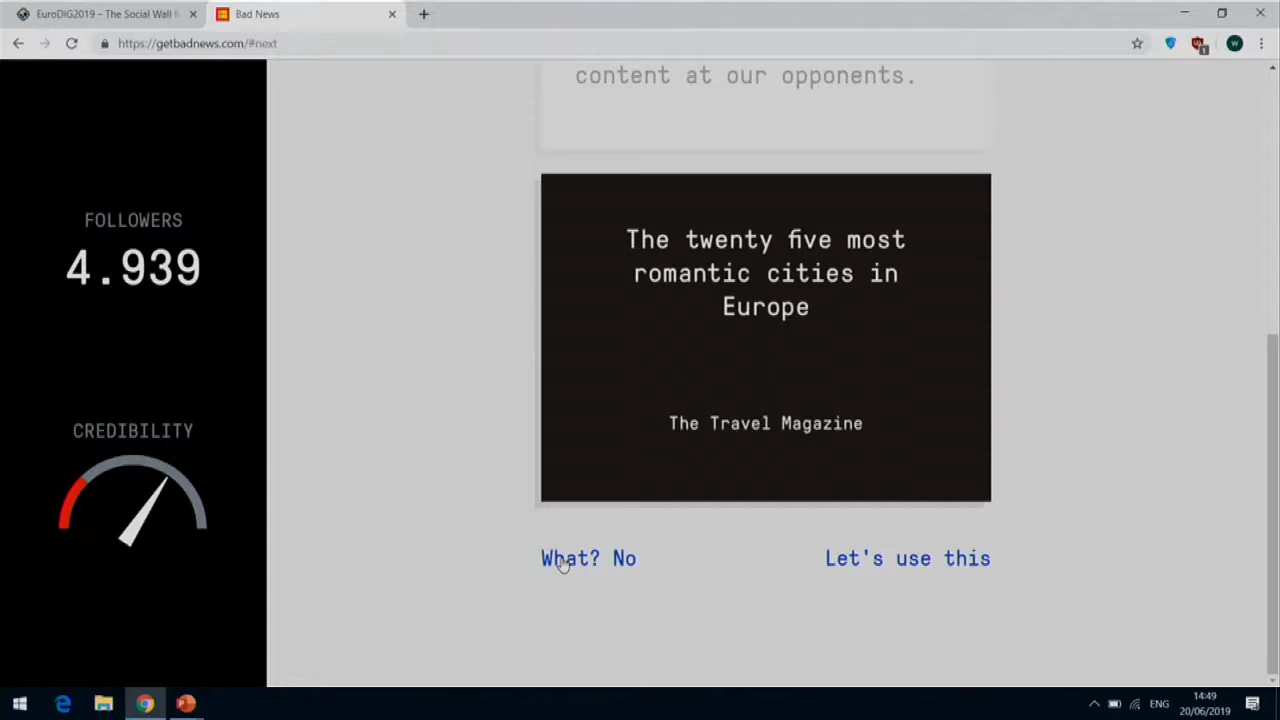 EuroDIG2019 – The Social Wall f
Bad News
https://getbadnews.com/#next
content at our opponents.
FOLLOWERS
4.939
CREDIBILITY
The twenty five most
romantic cities in
Europe
The Travel Magazine
What? No
Let's use this
ENG
14:49
20/06/2019